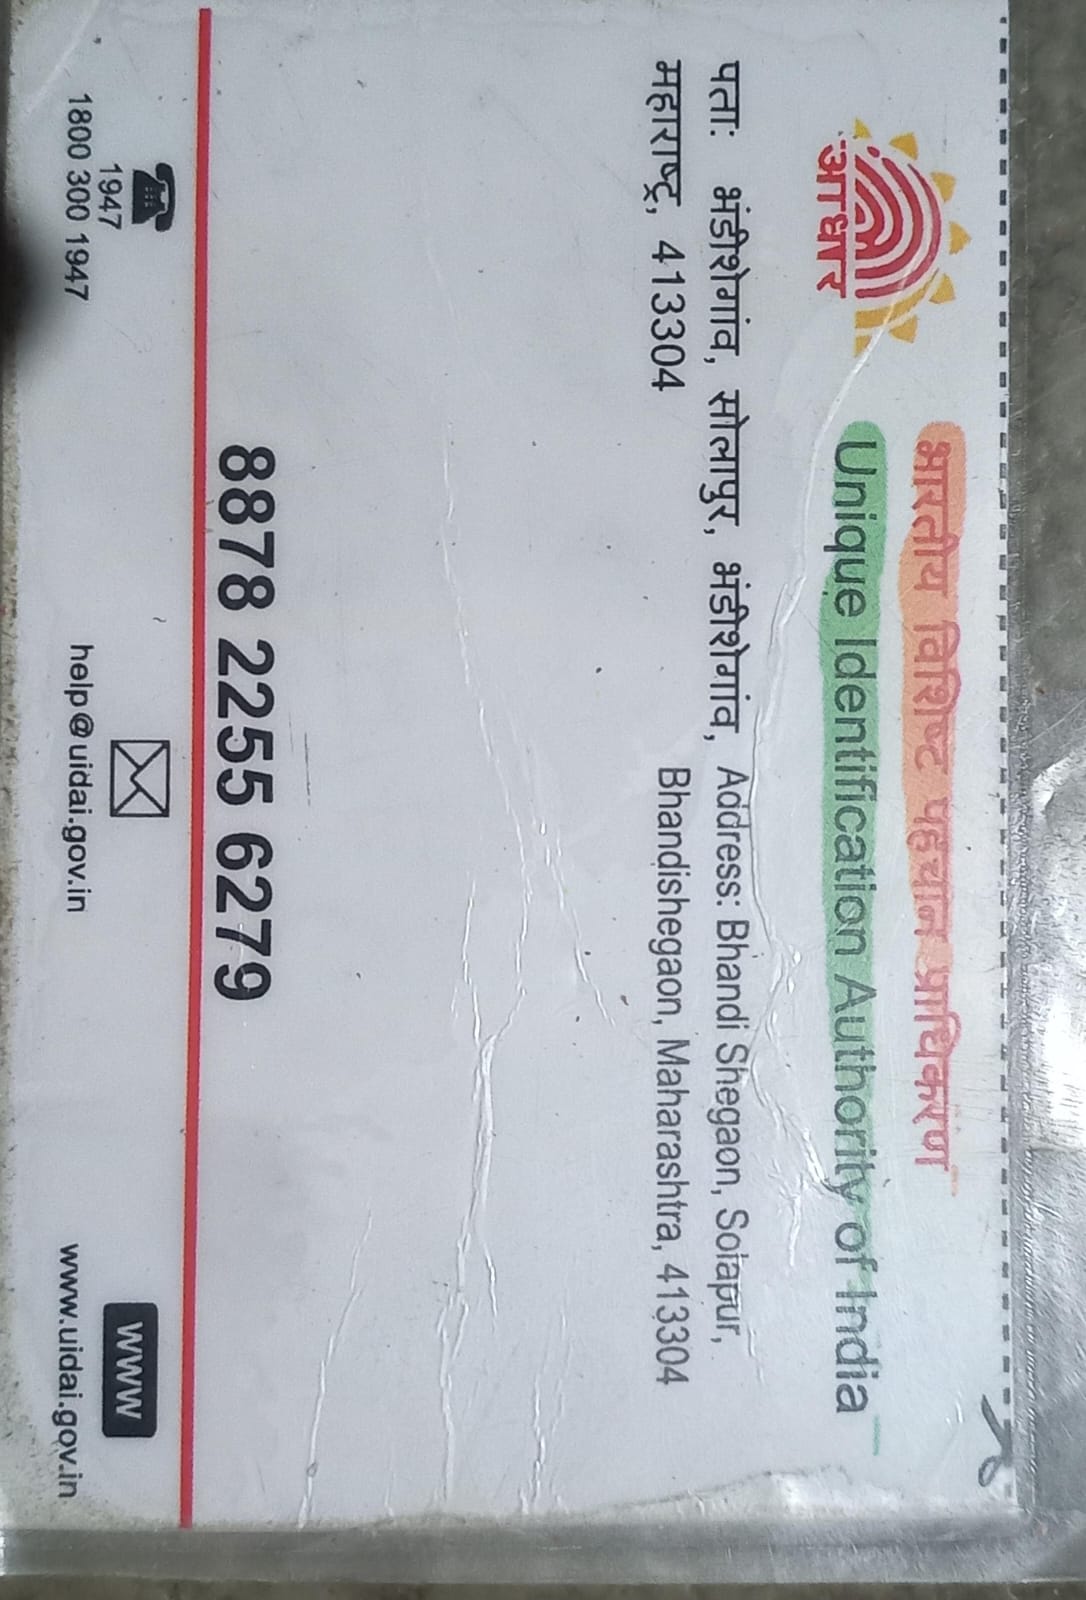 भारतीय विशिष्ट पहचान प्राधिकरण
Unique Identification Authority of India
आधार
पता: भंडीशेगांव, सोलापुर, भंडीशेगांव,
महाराष्ट्र, 413304
Address: Bhandi Shegaon, Solapur,
Bhandishegaon, Maharashtra, 413304
8878 2255 6279
1947
1800 300 1947
help@uidai.gov.in
www
www.uidai.gov.in